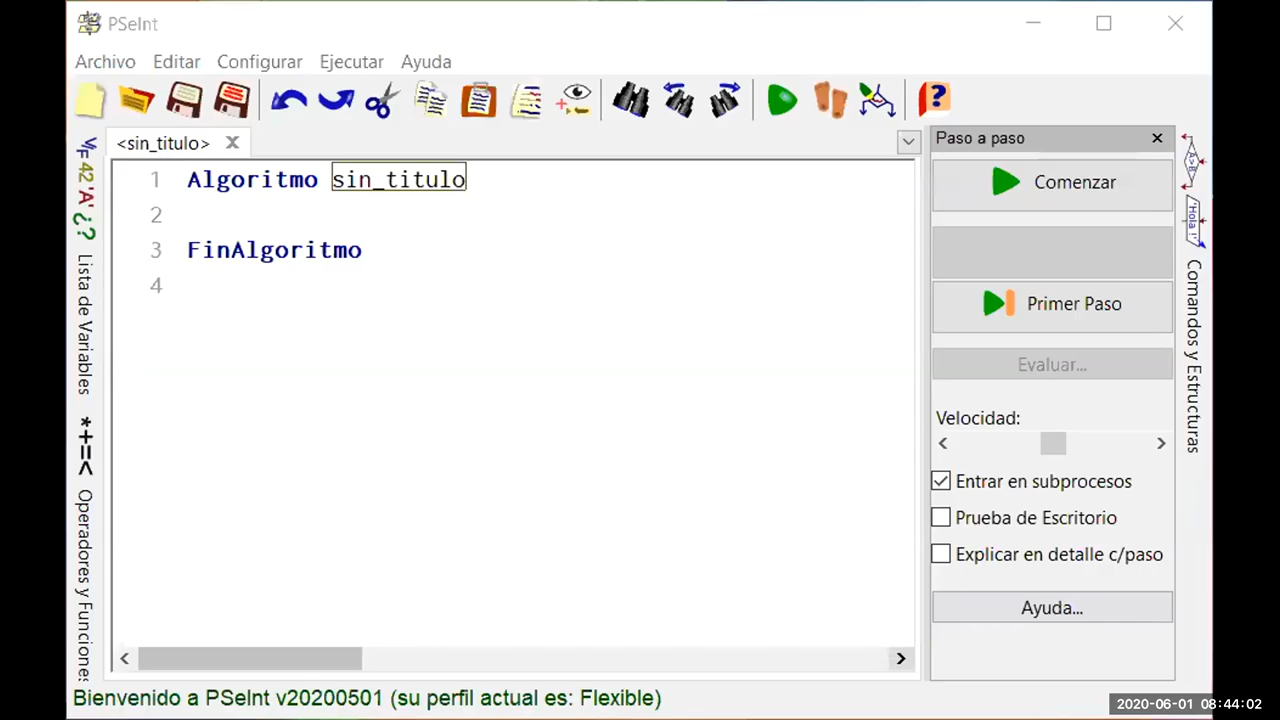 PSeInt
Archivo Editar Configurar Ejecutar Ayuda
<sin_titulo>
1 Algoritmo sin_titulo
2
3 FinAlgoritmo
4
V F 42 'A' ¿? Lista de Variables
*+=< Operadores y Funciones
Paso a paso
Comenzar
Primer Paso
Evaluar...
Velocidad:
Entrar en subprocesos
Prueba de Escritorio
Explicar en detalle c/paso
Ayuda...
A>B
'Hola !'
Comandos y Estructuras
Bienvenido a PSeInt v20200501 (su perfil actual es: Flexible)
2020-06-01 08:44:02